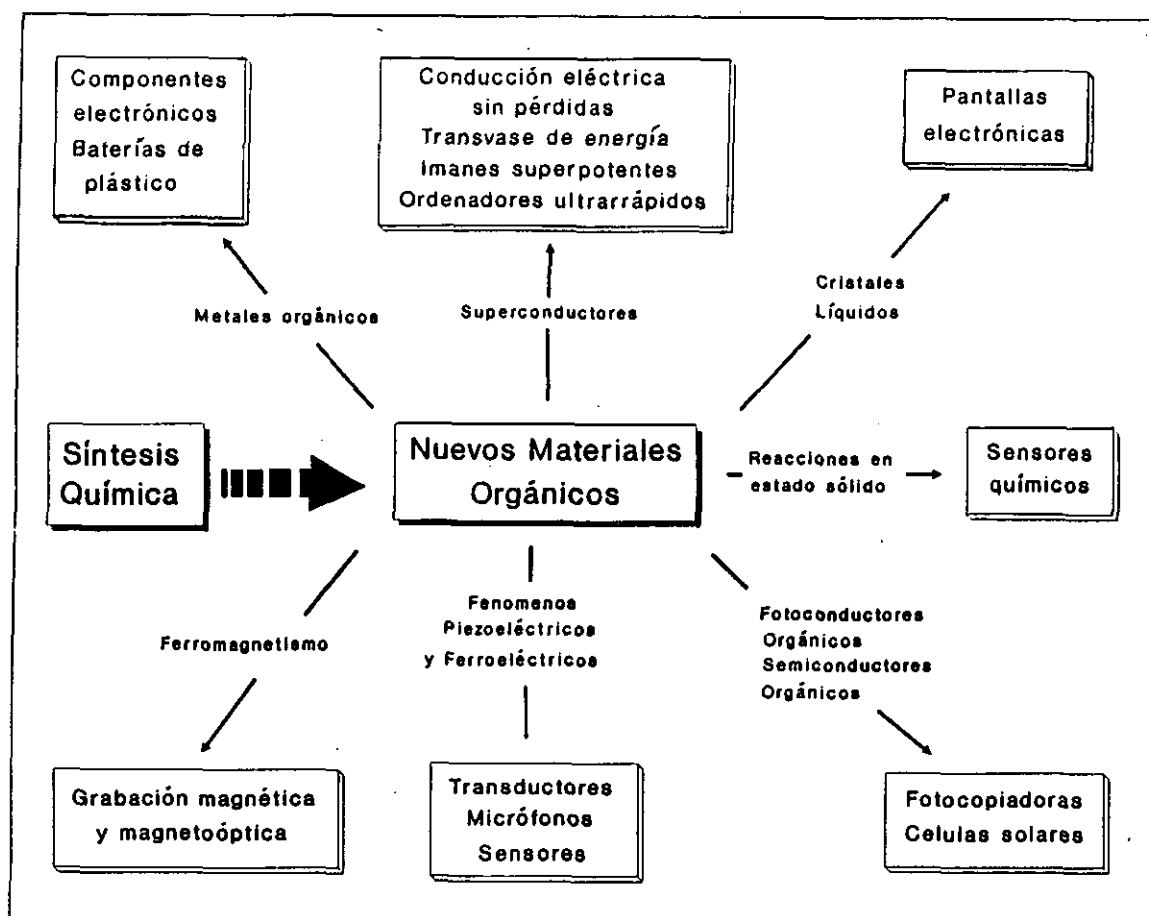 Componentes
electrónicos
Baterías de
plástico
Conducción eléctrica
sin pérdidas
Transvase de energía
Imanes superpotentes
Ordenadores ultrarrápidos
Pantallas
electrónicas
Metales orgánicos
Superconductores
Cristales
Líquidos
Síntesis
Química
Nuevos Materiales
Orgánicos
Reacciones en
estado sólido
Sensores
químicos
Ferromagnetismo
Fenomenos
Piezoeléctricos
y Ferroeléctricos
Fotoconductores
Orgánicos
Semiconductores
Orgánicos
Grabación magnética
y magnetoóptica
Transductores
Micrófonos
Sensores
Fotocopiadoras
Celulas solares